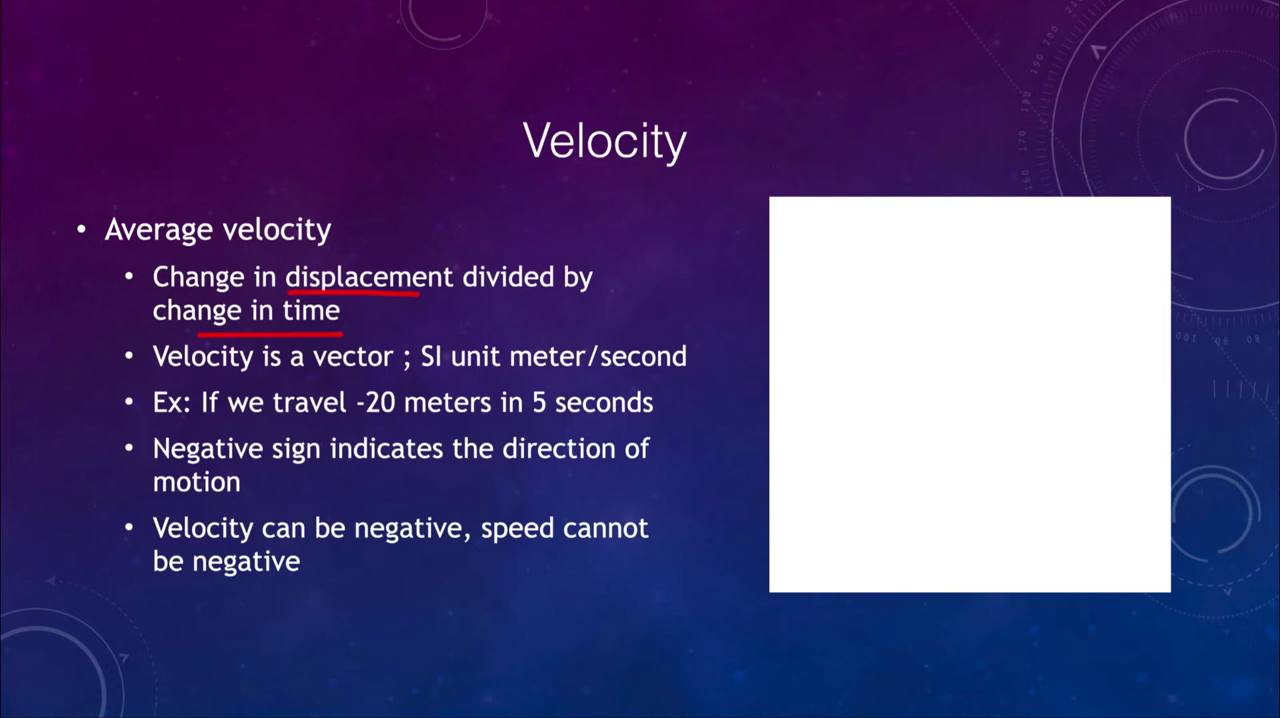 Velocity
• Average velocity
• Change in displacement divided by
change in time
• Velocity is a vector ; SI unit meter/second
• Ex: If we travel -20 meters in 5 seconds
• Negative sign indicates the direction of
motion
• Velocity can be negative, speed cannot
be negative